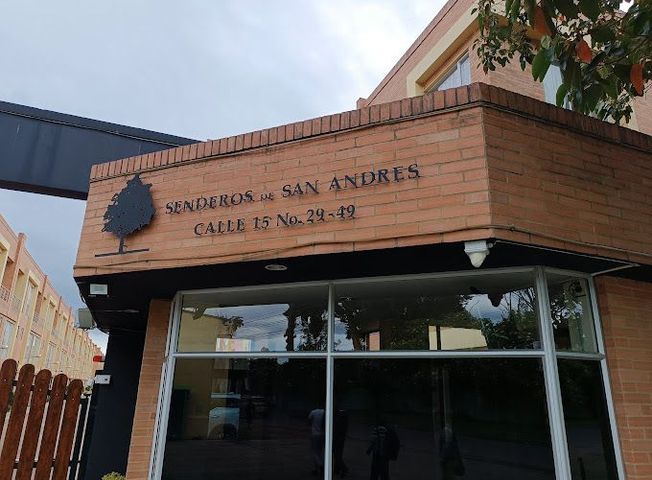 SENDEROS DE SAN ANDRES
CALLE 15 No. 29-49